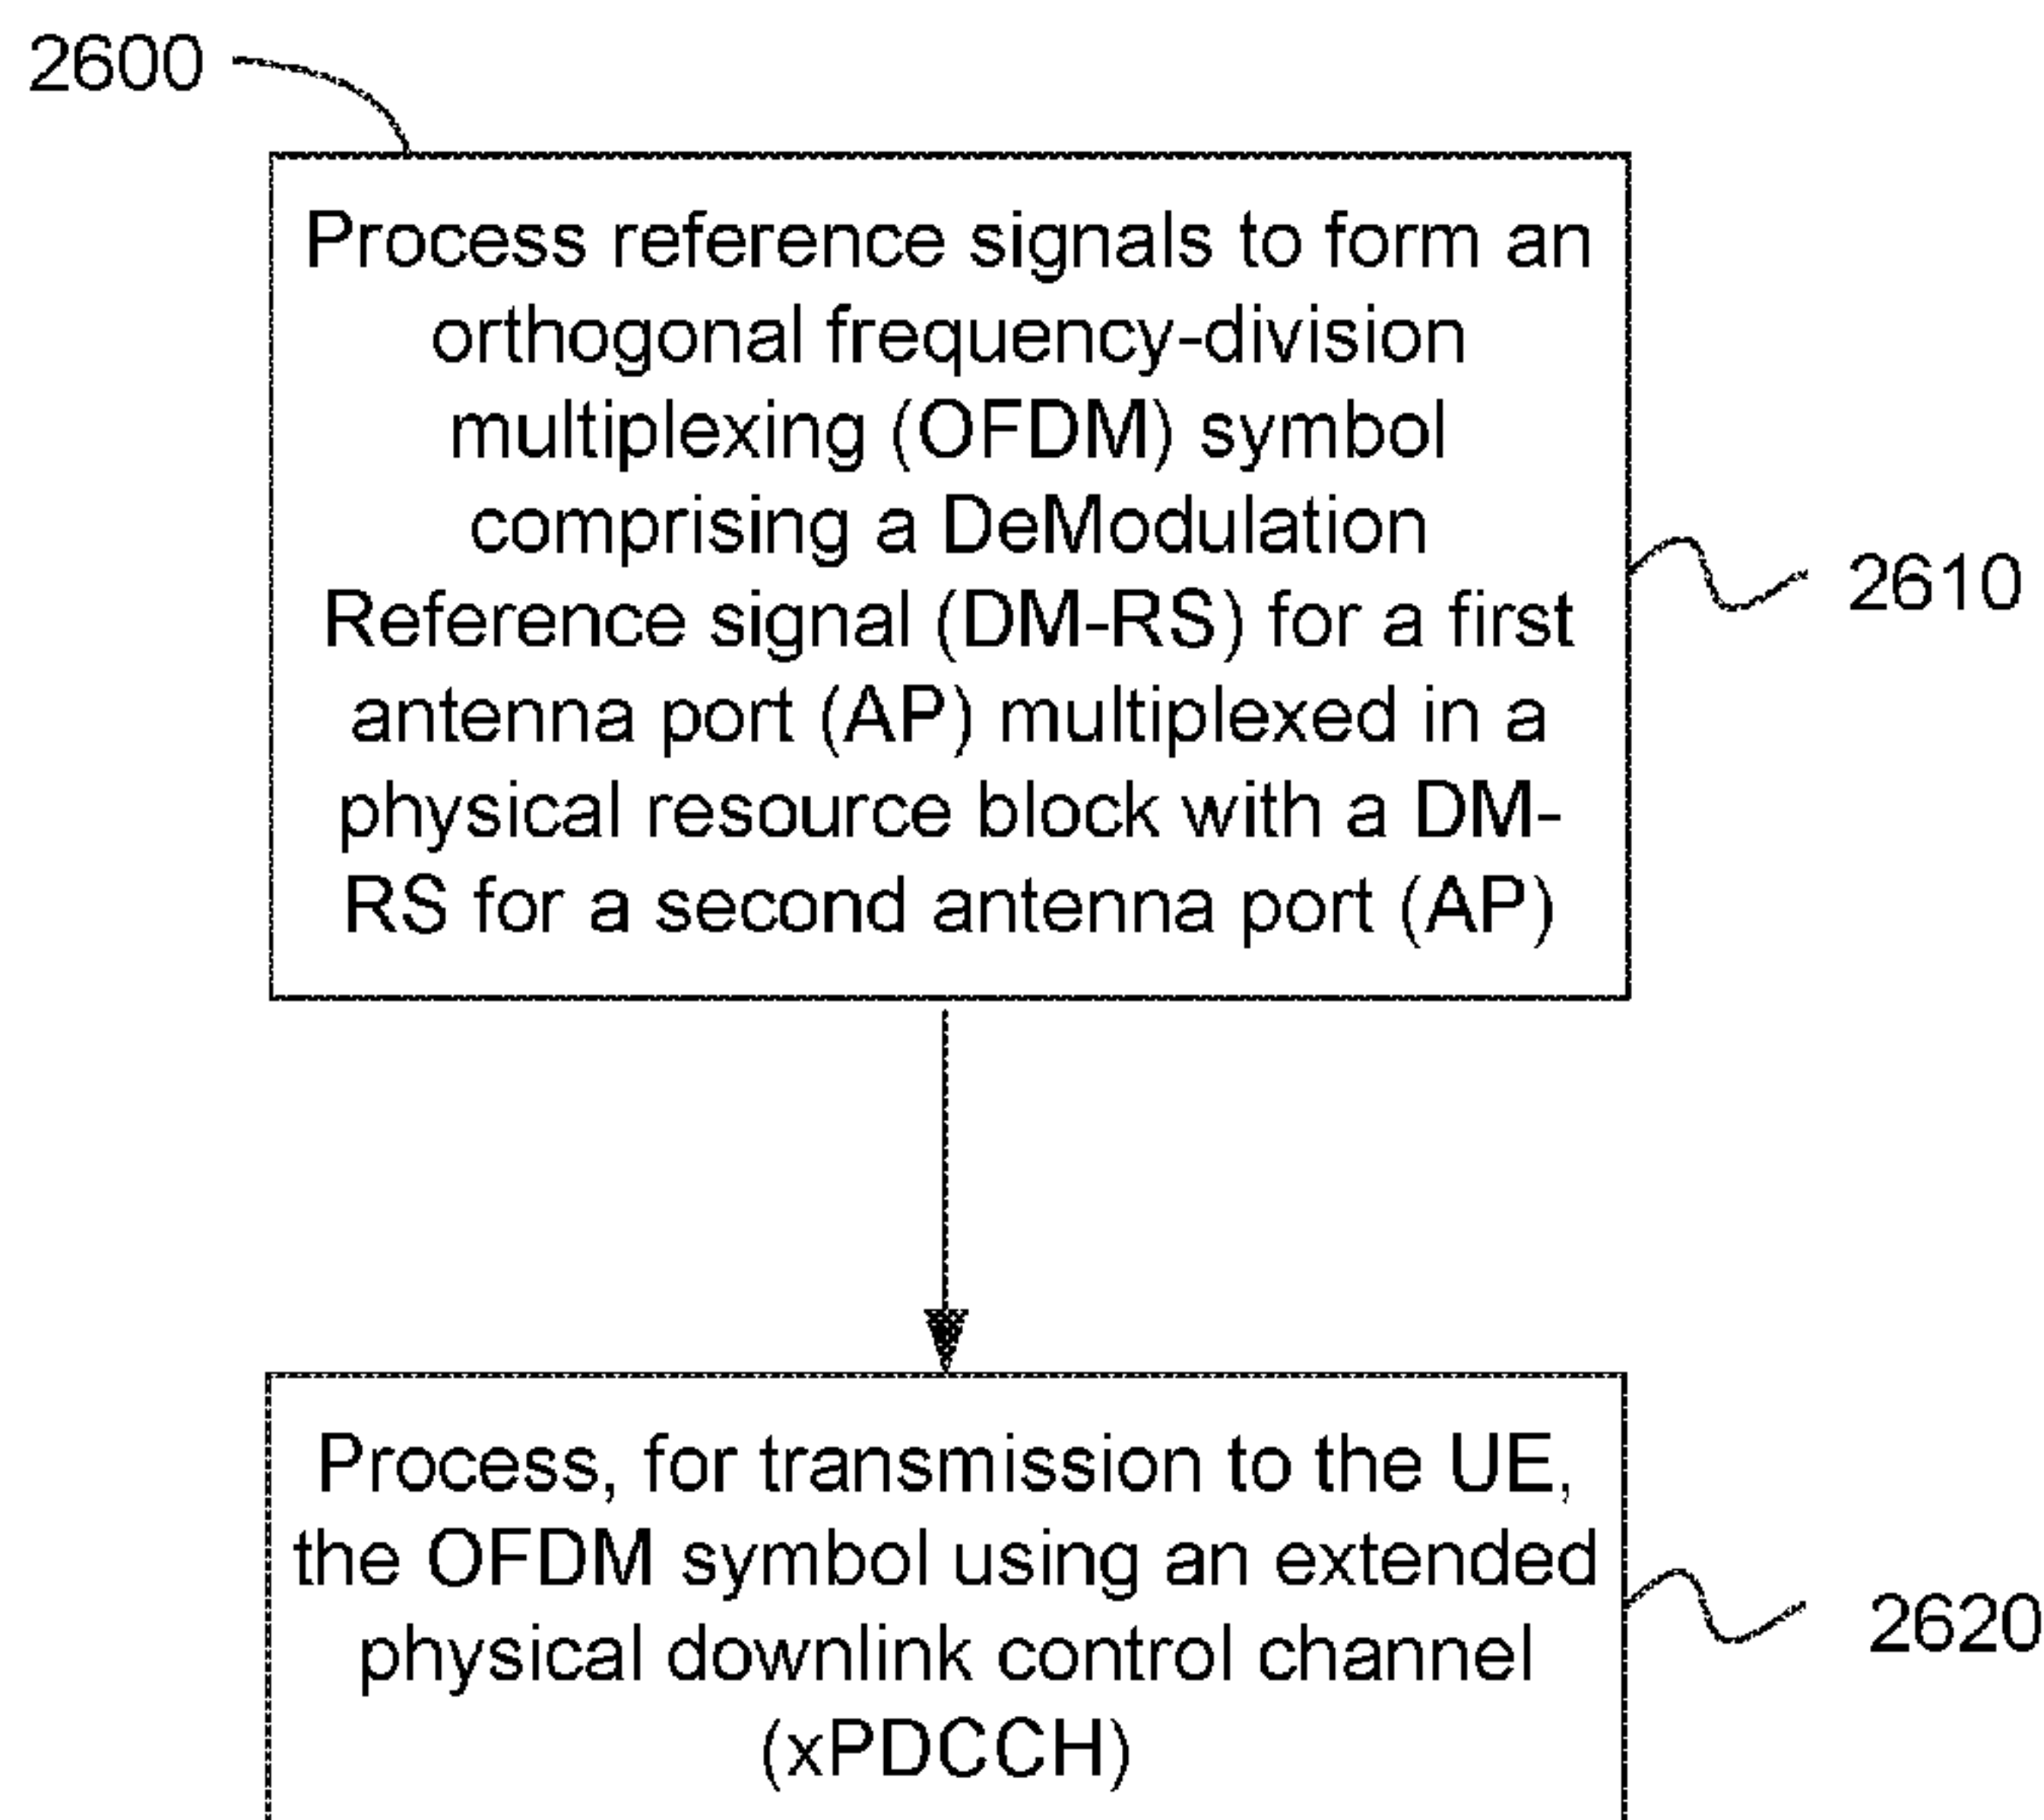 2600
Process reference signals to form an
orthogonal frequency-division
multiplexing (OFDM) symbol
comprising a DeModulation
Reference signal (DM-RS) for a first
antenna port (AP) multiplexed in a
physical resource block with a DM-
RS for a second antenna port (AP)
2610
Process, for transmission to the UE,
the OFDM symbol using an extended
physical downlink control channel
(xPDCCH)
2620